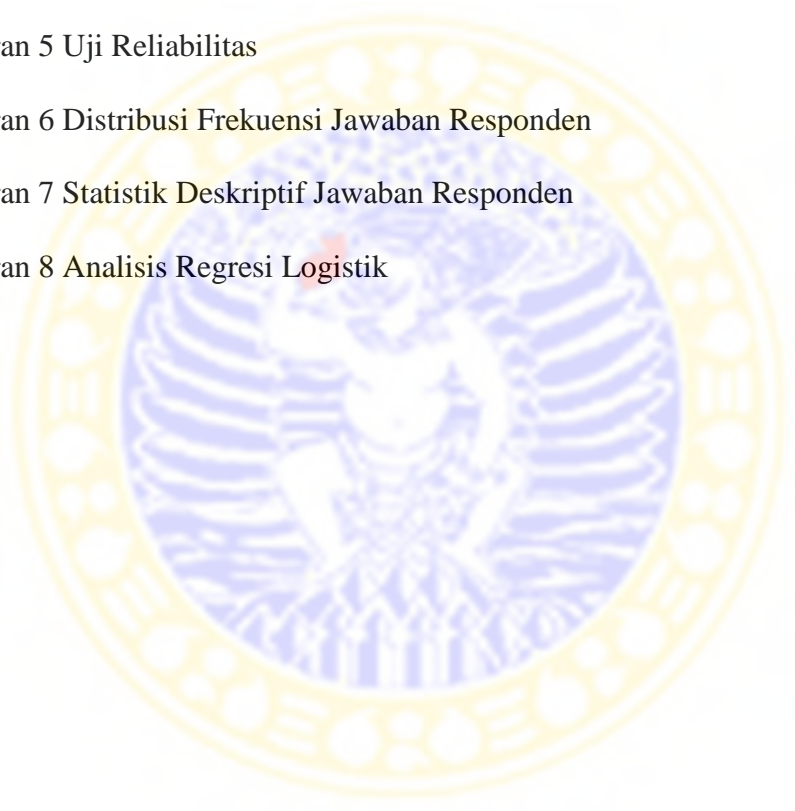 an 5 Uji Reliabilitas
an 6 Distribusi Frekuensi Jawaban Responden
an 7 Statistik Deskriptif Jawaban Responden
an 8 Analisis Regresi Logistik